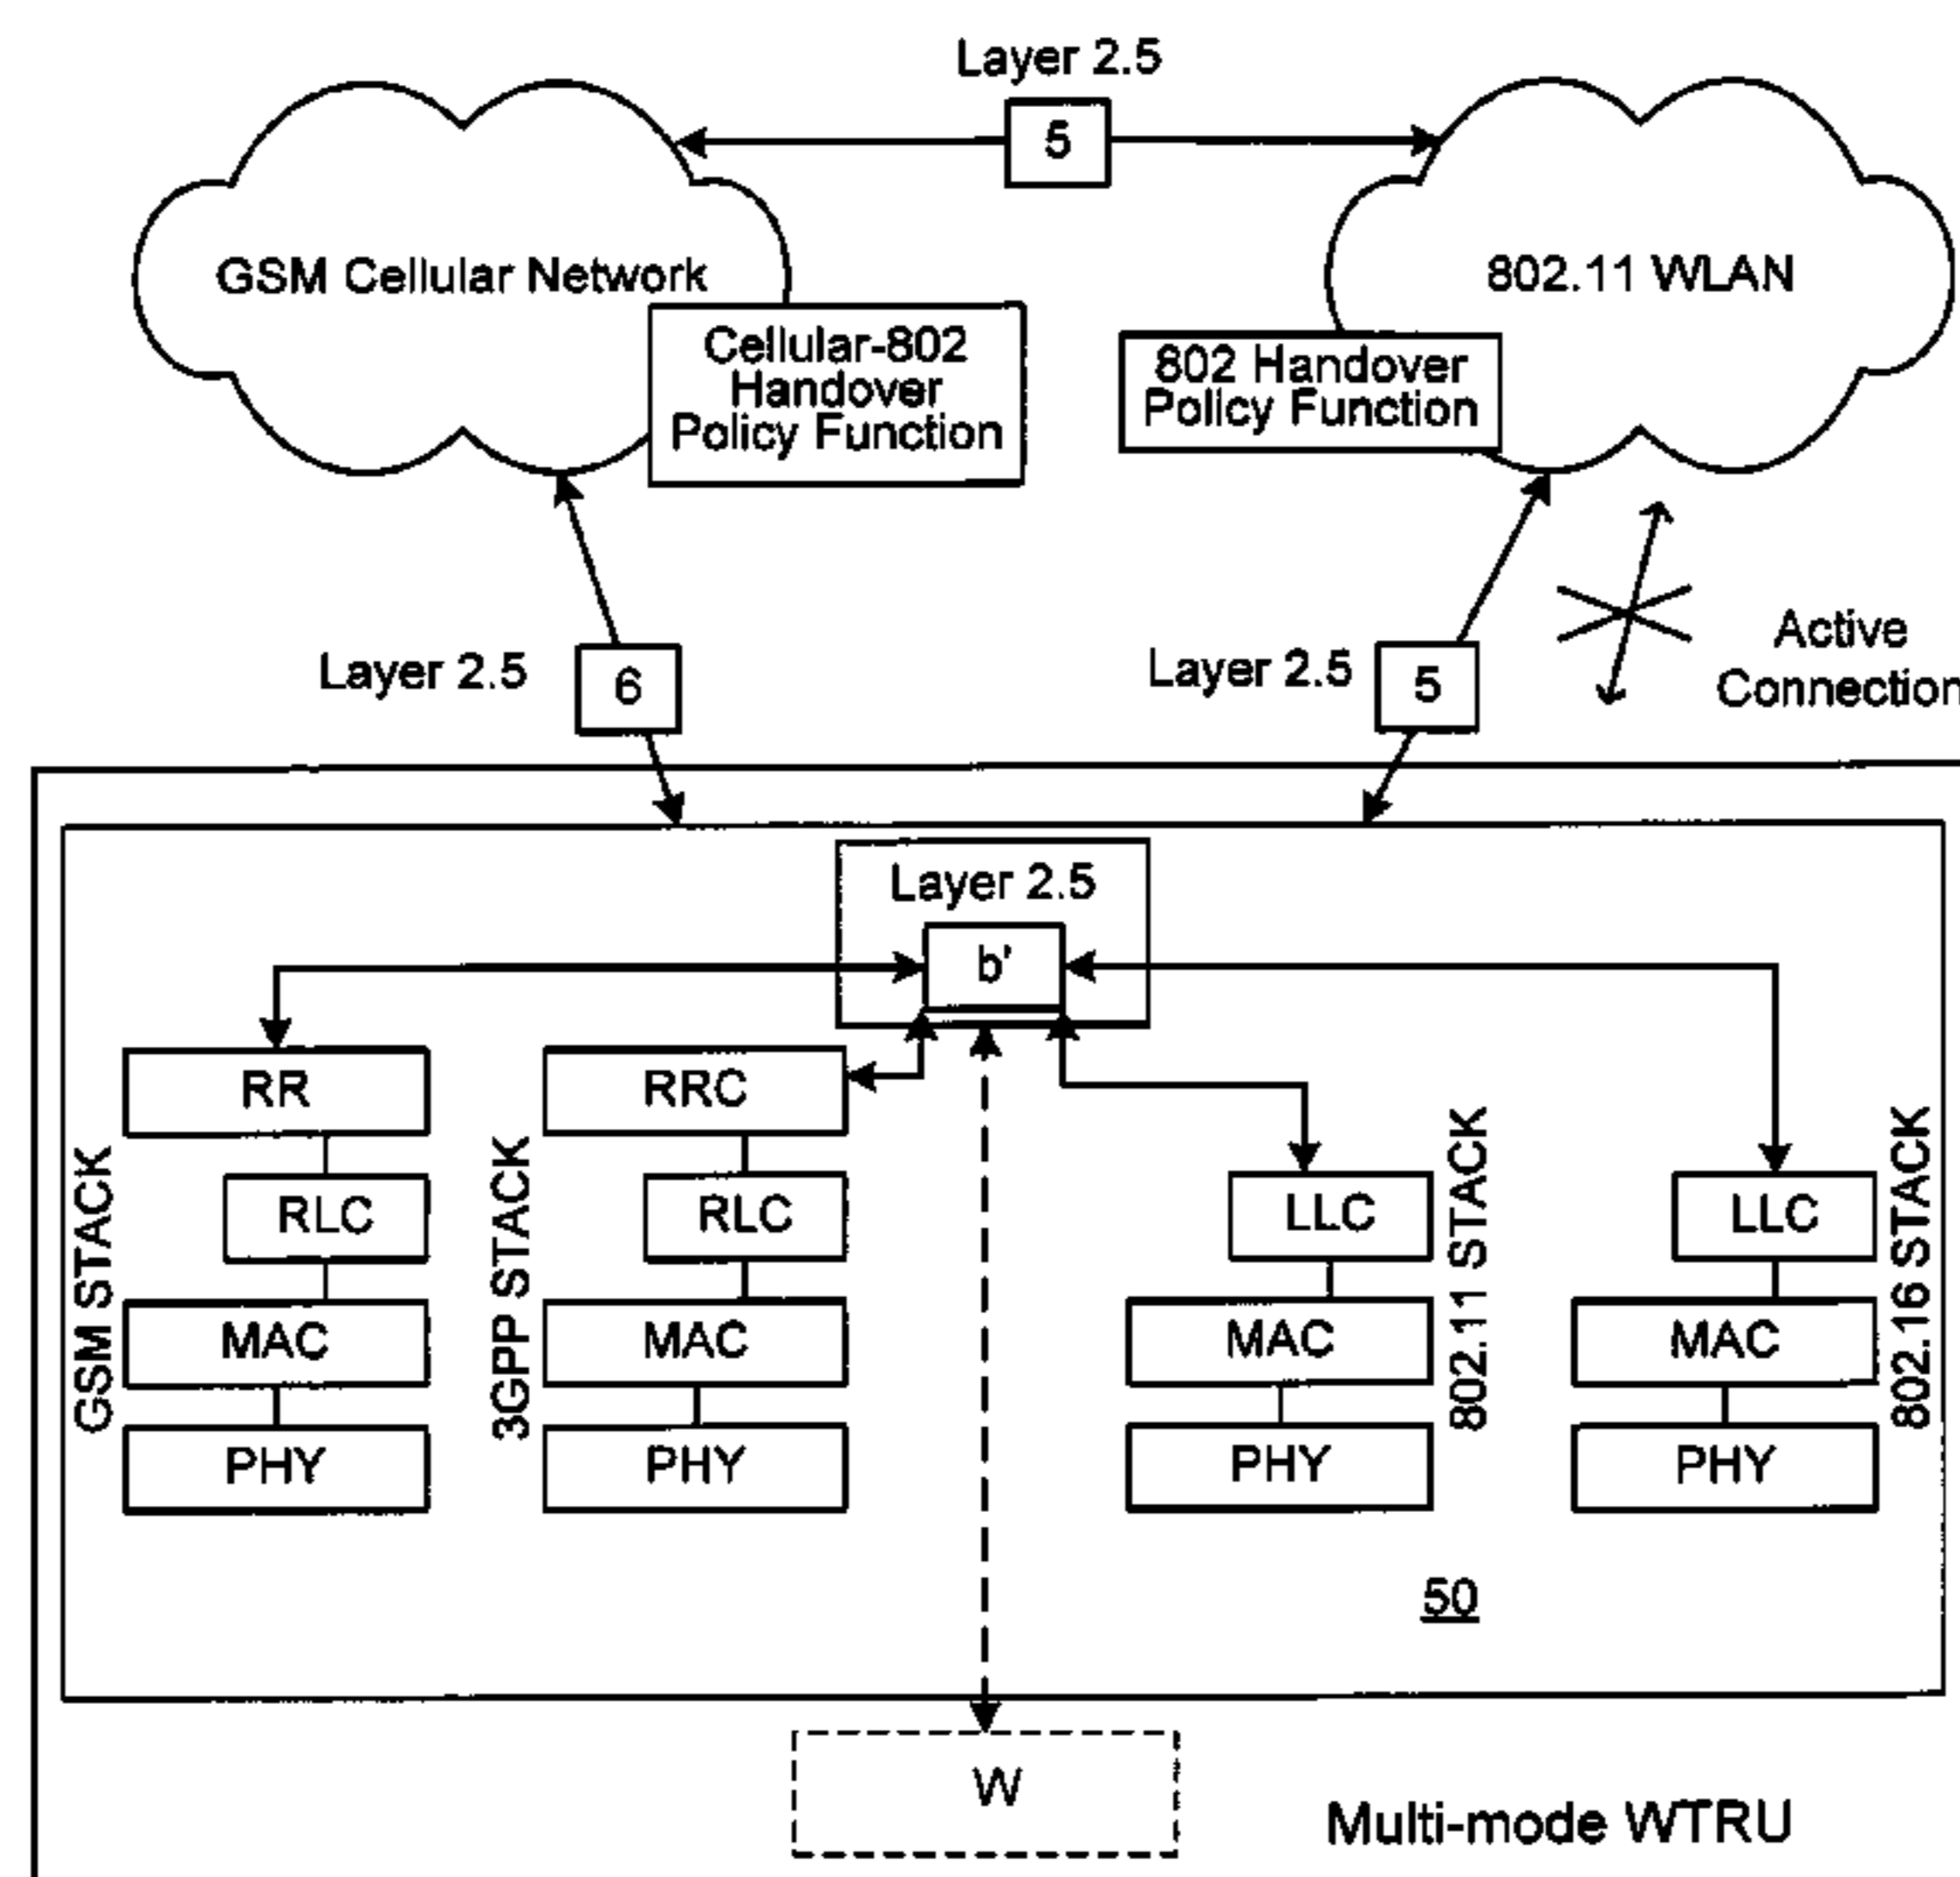 Layer 2.5
5
GSM Cellular Network
802.11 WLAN
Cellular-802
Handover
Policy Function
802 Handover
Policy Function
Layer 2.5
6
Layer 2.5
5
Active
Connection
Layer 2.5
b'
GSM STACK
RR
RLC
MAC
PHY
3GPP STACK
RRC
RLC
MAC
PHY
LLC
MAC
PHY
802.11 STACK
LLC
MAC
PHY
802.16 STACK
50
W
Multi-mode WTRU